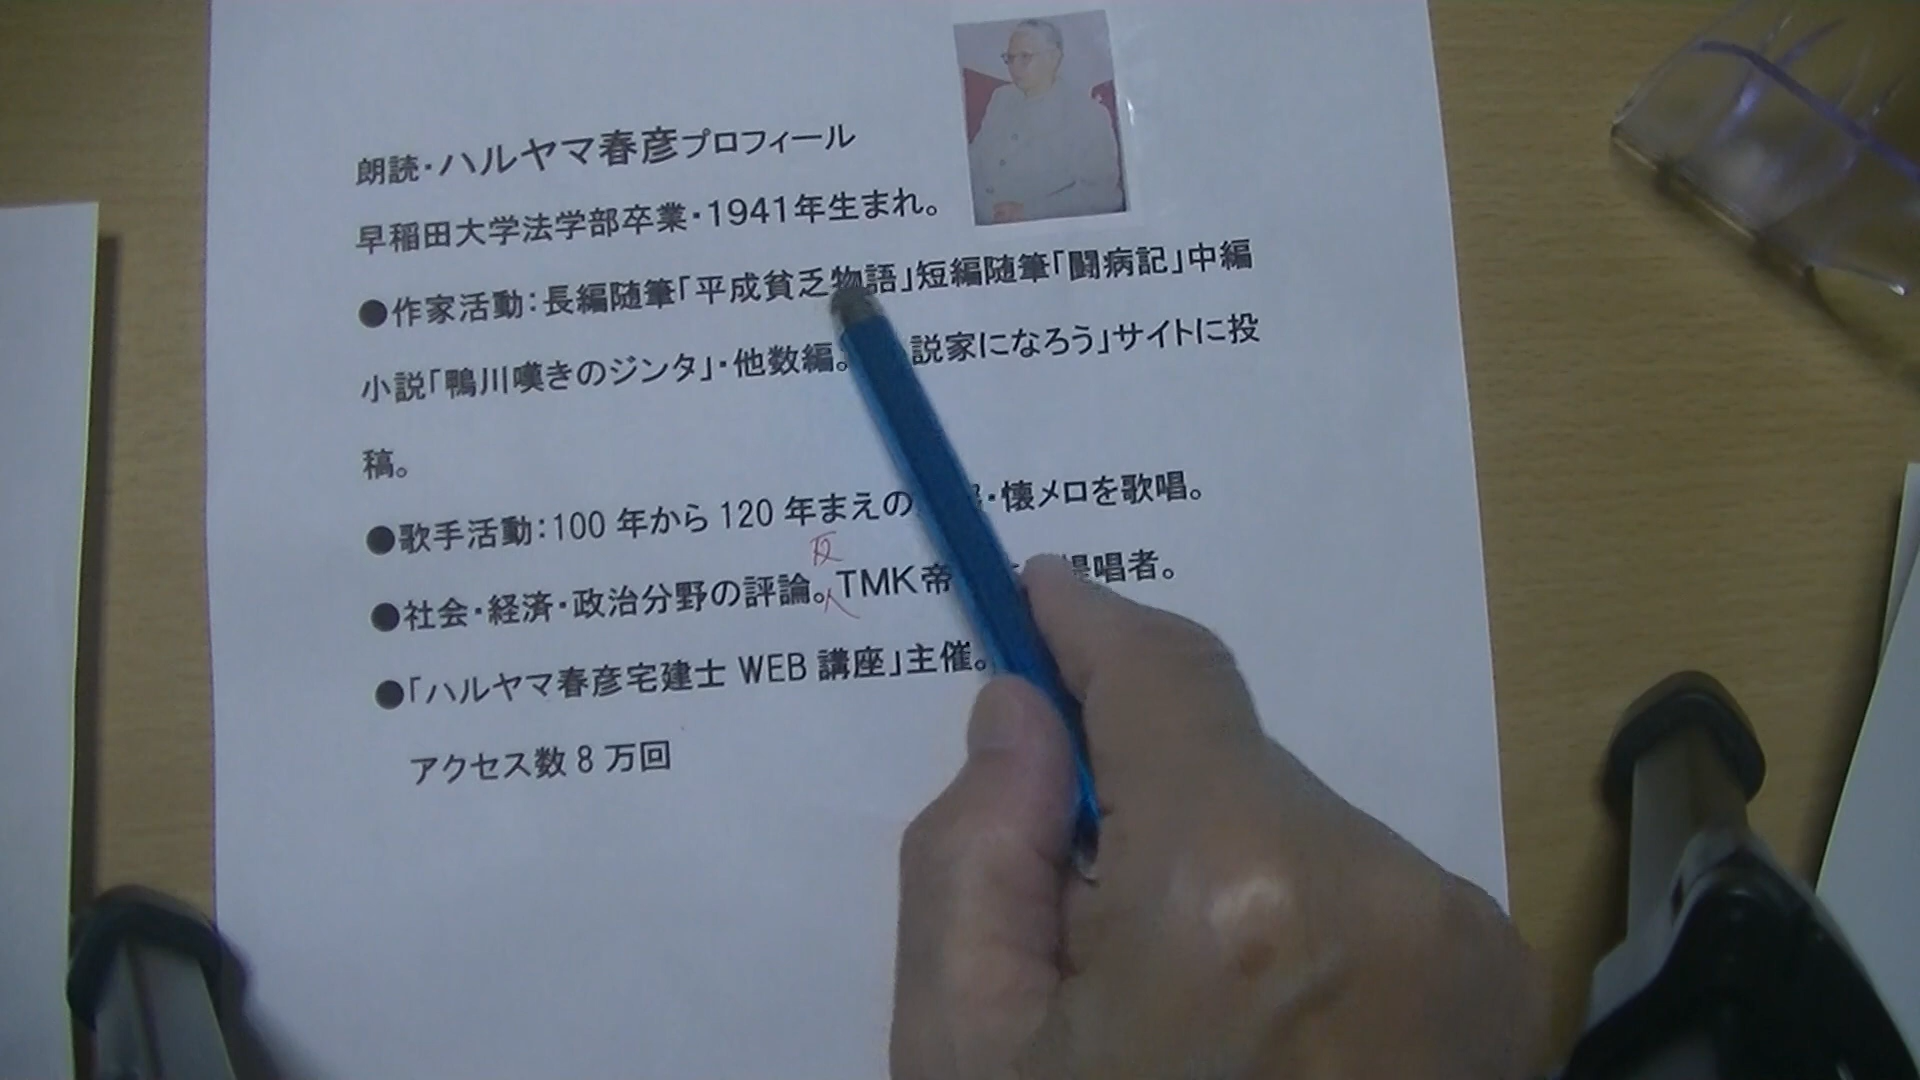 朗読・ハルヤマ春彦プロフィール
早稲田大学法学部卒業・1941年生まれ。
●作家活動：長編随筆「平成貧乏物語」短編随筆「闘病記」中編
小説「鴨川嘆きのジンタ」・他数編。説家になろう」サイトに投
稿。
●歌手活動：100年から120年まえの・懐メロを歌唱。
反
●社会・経済・政治分野の評論。TMK帝提唱者。
●「ハルヤマ春彦宅建士 WEB 講座」主催。
アクセス数8万回